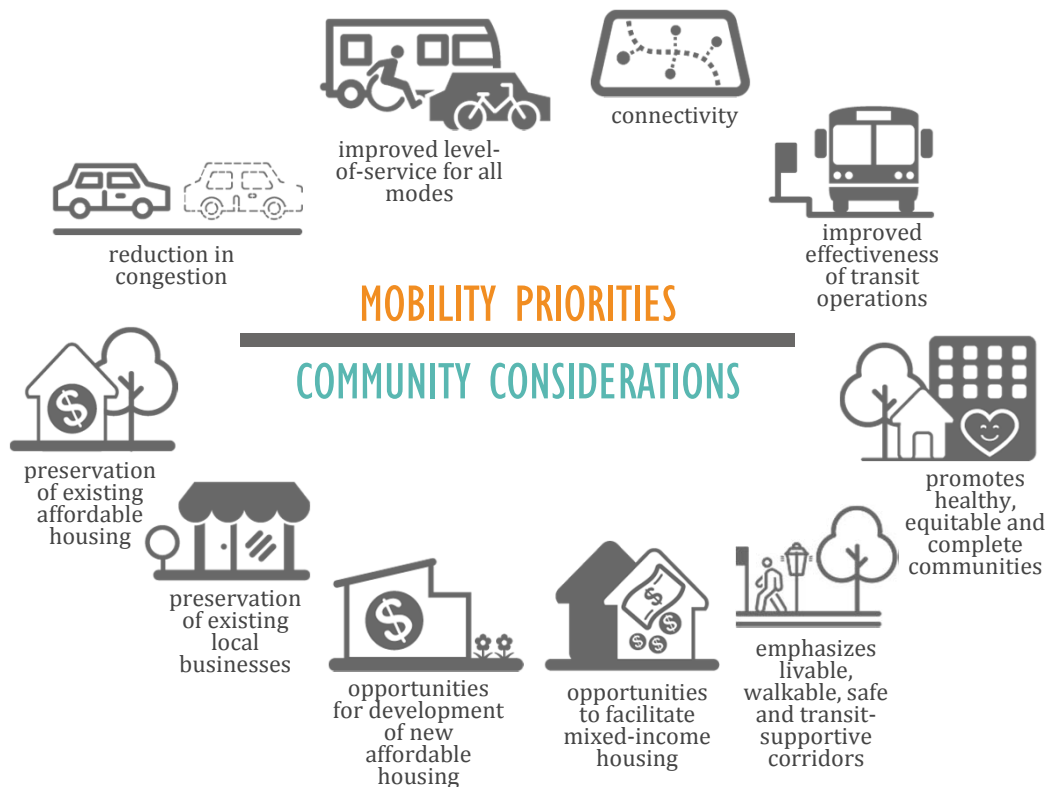 improved level-
of-service for all
modes
connectivity
improved
effectiveness
of transit
operations
reduction in
congestion
MOBILITY PRIORITIES
COMMUNITY CONSIDERATIONS
$
preservation
of existing
affordable
housing
preservation
of existing
local
businesses
$
opportunities
for development
of new
affordable
housing
$
$
$
$
opportunities
to facilitate
mixed-income
housing
emphasizes
livable,
walkable, safe
and transit-
supportive
corridors
promotes
healthy,
equitable and
complete
communities